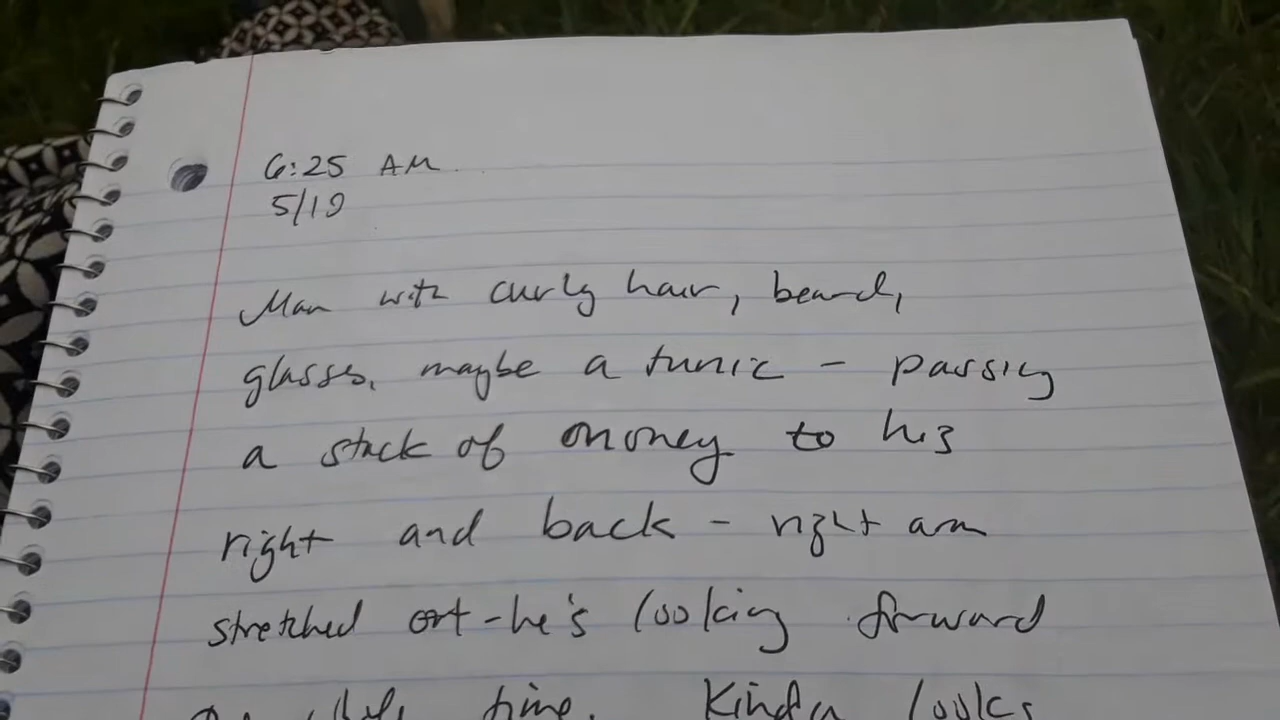 6:25 AM
5/19
Man with curly hair, beard,
glasses, maybe a tunic - passing
a stack of money to his
right and back - right arm
stretched out - he's looking forward
time. Kinda looks